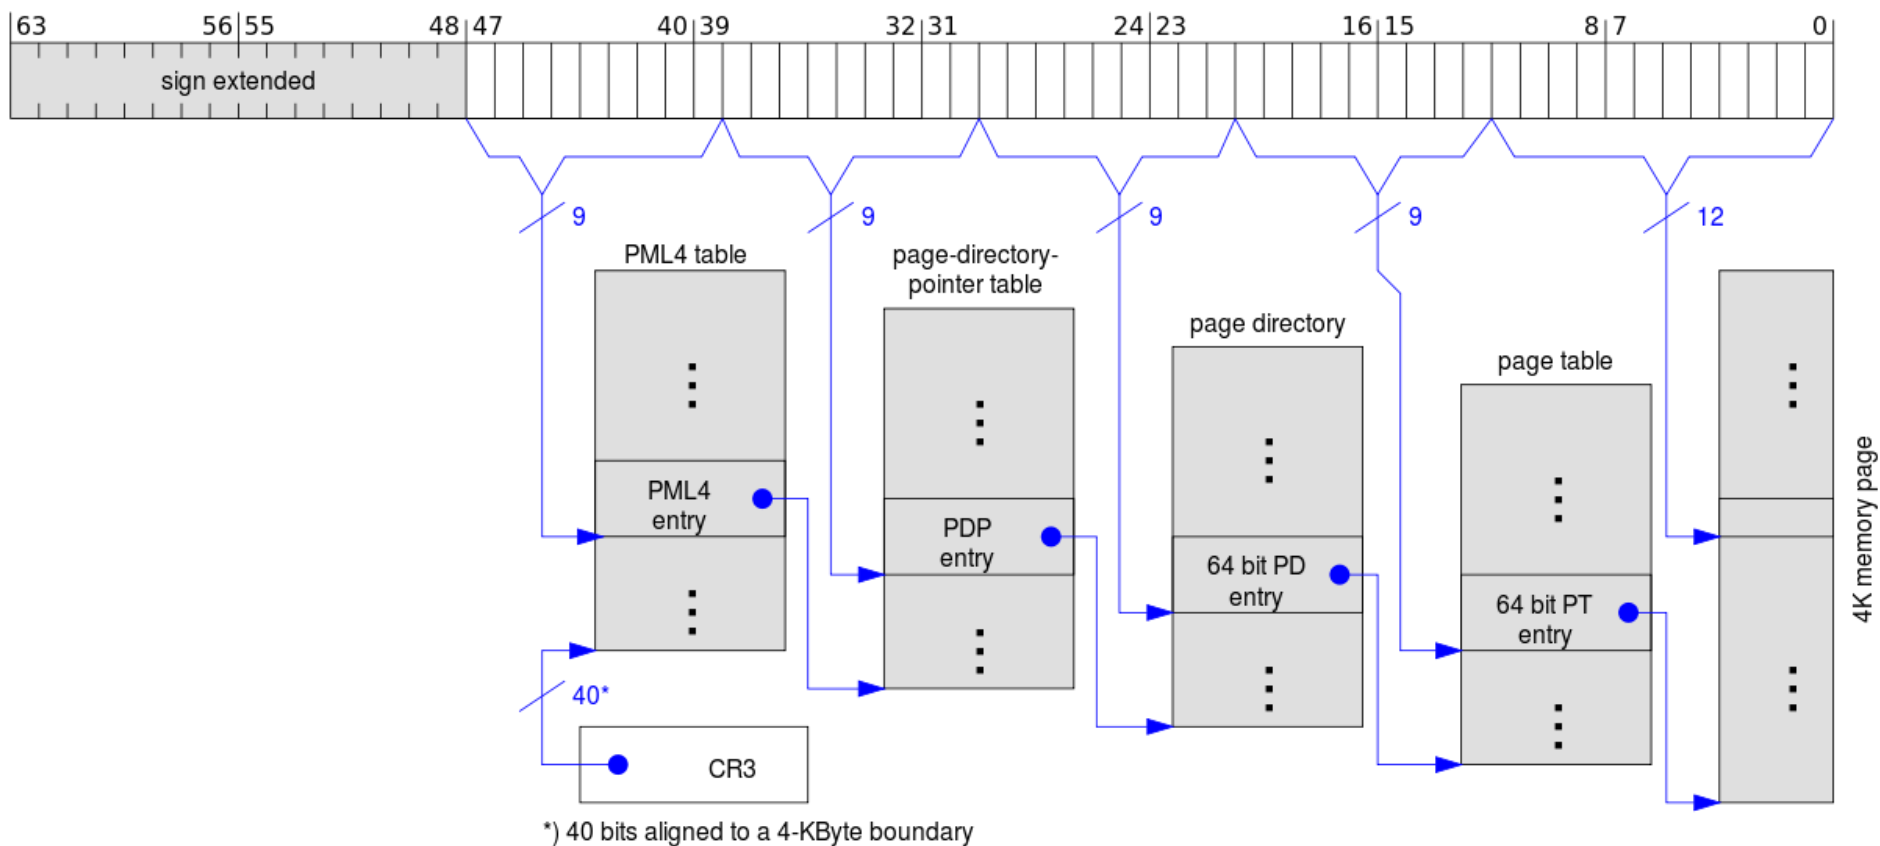 63 56 55 48 47 40 39 32 31 24 23 16 15 8 7 0
sign extended
9 9 9 9 12
PML4 table
page-directory-
pointer table
page directory
page table
PML4
entry
PDP
entry
64 bit PD
entry
64 bit PT
entry
4K memory page
40*
CR3
*) 40 bits aligned to a 4-KByte boundary